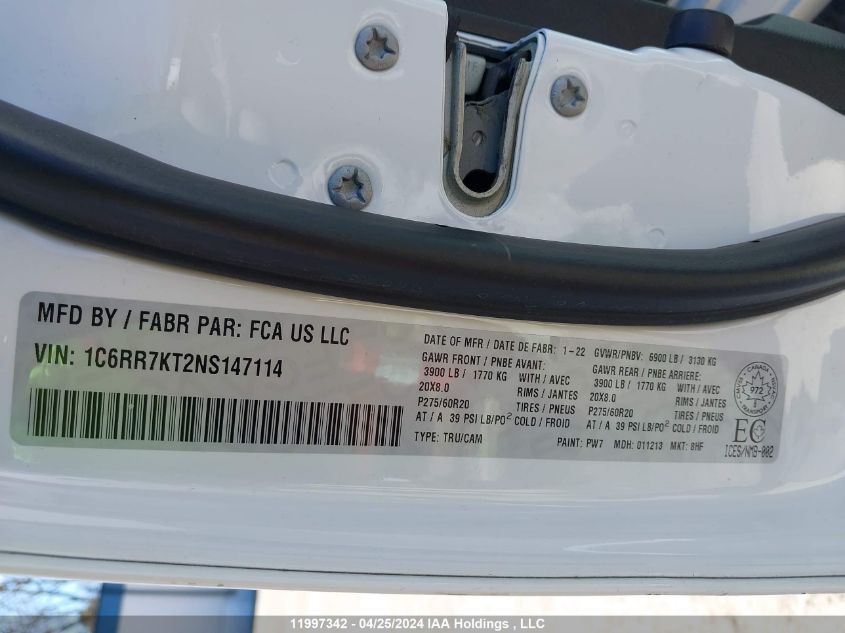 MFD BY / FABR PAR: FCA US LLC
VIN: 1C6RR7KT2NS147114
DATE OF MFR / DATE DE FABR: 1-22
GAWR FRONT / PNBE AVANT:
3900 LB / 1770 KG WITH / AVEC
20X8.0 RIMS / JANTES
P275/60R20 TIRES / PNEUS
AT / A 39 PSI LB/PO² COLD / FROID
TYPE: TRU/CAM
GVWR/PNBV: 6900 LB / 3130 KG
GAWR REAR / PNBE ARRIERE:
3900 LB / 1770 KG WITH / AVEC
20X8.0 RIMS / JANTES
P275/60R20 TIRES / PNEUS
AT / A 39 PSI LB/PO² COLD / FROID
PAINT: PW7 MDH: 011213 MKT: 8HF
CANADA
972
TRANSPORT
EC
ICES/NMB-002
11997342 - 04/25/2024 IAA Holdings , LLC